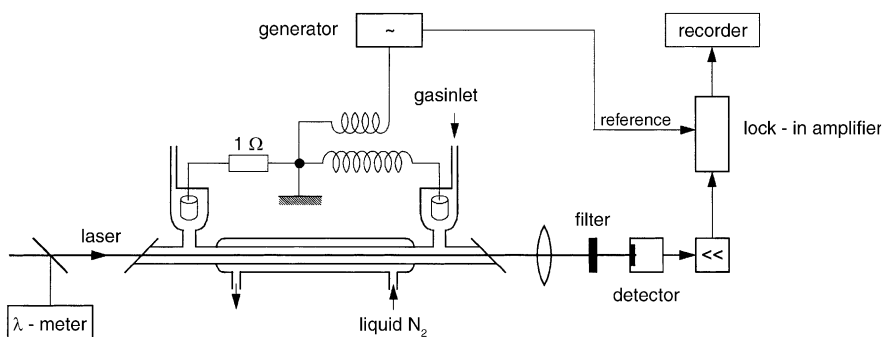 generator
~
recorder
gasinlet
1 Ω
reference
lock - in amplifier
laser
filter
<<
detector
λ - meter
liquid N₂